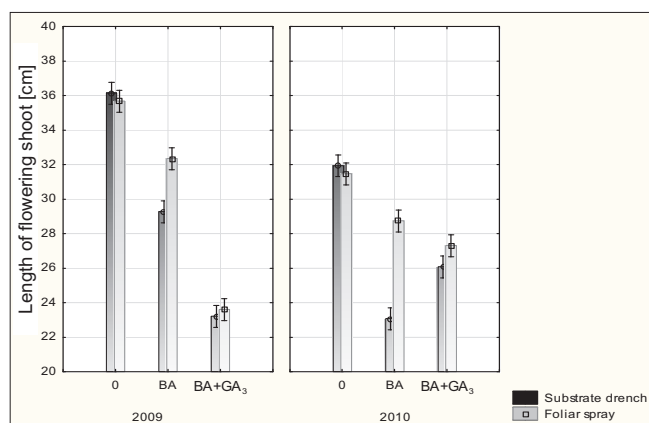 Length of flowering shoot [cm]
40
38
36
34
32
30
28
26
24
22
20
0 BA BA+GA₃
2009
0 BA BA+GA₃
2010
Substrate drench
Foliar spray